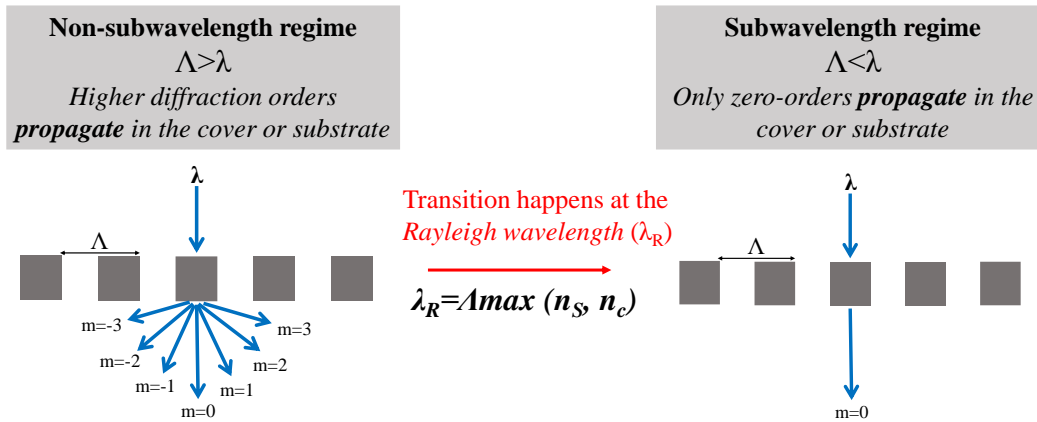 Non-subwavelength regime
Λ>λ
Higher diffraction orders
propagate in the cover or substrate
Subwavelength regime
Λ<λ
Only zero-orders propagate in the
cover or substrate
λ
Λ
m=-3
m=-2
m=-1
m=0
m=1
m=2
m=3
Transition happens at the
Rayleigh wavelength (λR)
λR=Λmax (nS, nc)
λ
Λ
m=0